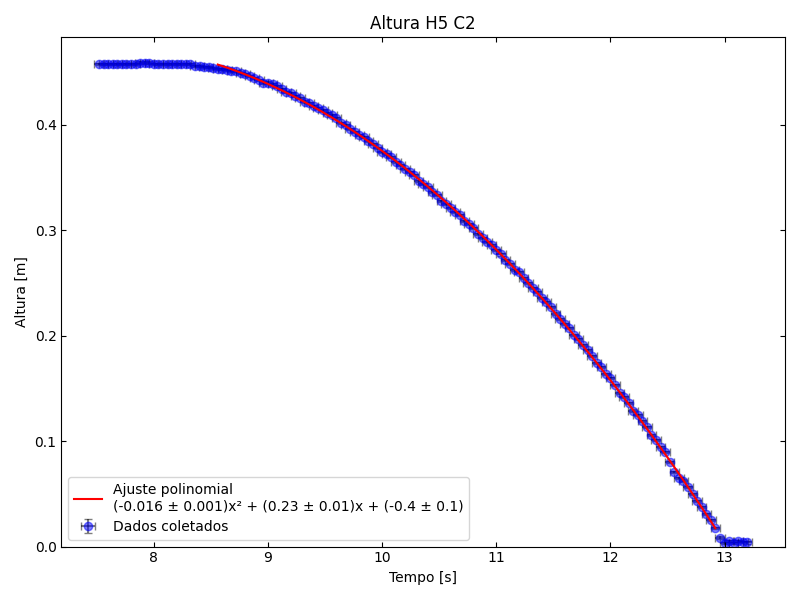 Altura H5 C2
Altura [m]
0.4
0.3
0.2
0.1
0.0
8
9
10
11
12
13
Tempo [s]
Ajuste polinomial
(-0.016 ± 0.001)x² + (0.23 ± 0.01)x + (-0.4 ± 0.1)
Dados coletados